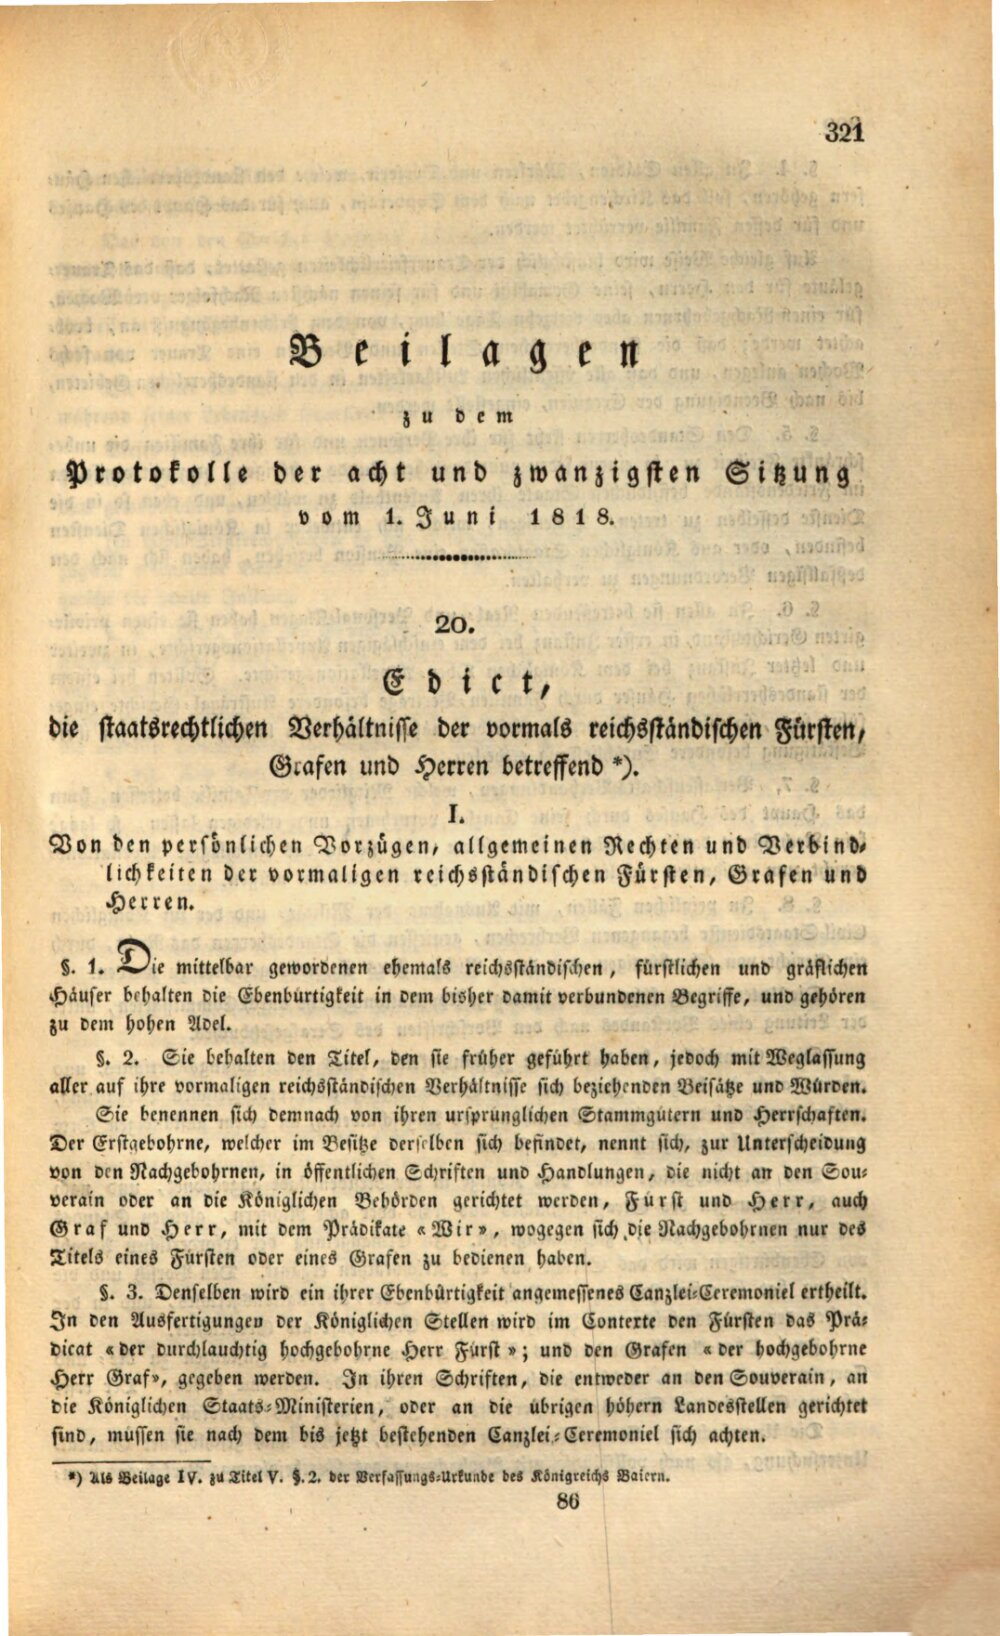 321
Beilagen
zu dem
Protokolle der acht und zwanzigsten Sitzung
vom 1. Juni 1818.
20.
Edict,
die staatsrechtlichen Verhältnisse der vormals reichsständischen Fürsten,
Grafen und Herren betreffend *).
I.
Von den persönlichen Vorzügen, allgemeinen Rechten und Verbind-
lichkeiten der vormaligen reichsständischen Fürsten, Grafen und
Herren.
§. 1. Die mittelbar gewordenen ehemals reichsständischen, fürstlichen und gräflichen
Häuser behalten die Ebenbürtigkeit in dem bisher damit verbundenen Begriffe, und gehören
zu dem hohen Adel.
§. 2. Sie behalten den Titel, den sie früher geführt haben, jedoch mit Weglassung
aller auf ihre vormaligen reichsständischen Verhältnisse sich beziehenden Beisätze und Würden.
Sie benennen sich demnach von ihren ursprünglichen Stammgütern und Herrschaften.
Der Erstgebohrne, welcher im Besitze derselben sich befindet, nennt sich, zur Unterscheidung
von den Nachgebohrnen, in öffentlichen Schriften und Handlungen, die nicht an den Sou-
verain oder an die Königlichen Behörden gerichtet werden, Fürst und Herr, auch
Graf und Herr, mit dem Prädikate «Wir», wogegen sich die Nachgebohrnen nur des
Titels eines Fürsten oder eines Grafen zu bedienen haben.
§. 3. Denselben wird ein ihrer Ebenbürtigkeit angemessenes Canzlei-Ceremoniel ertheilt.
In den Ausfertigungen der Königlichen Stellen wird im Contexte den Fürsten das Prä-
dicat «der durchlauchtig hochgebohrne Herr Fürst»; und den Grafen «der hochgebohrne
Herr Graf», gegeben werden. In ihren Schriften, die entweder an den Souverain, an
die Königlichen Staats-Ministerien, oder an die übrigen höhern Landesstellen gerichtet
sind, müssen sie nach dem bis jetzt bestehenden Canzlei-Ceremoniel sich achten.
*) Als Beilage IV. zu Titel V. §. 2. der Verfassungs-Urkunde des Königreichs Baiern.
86